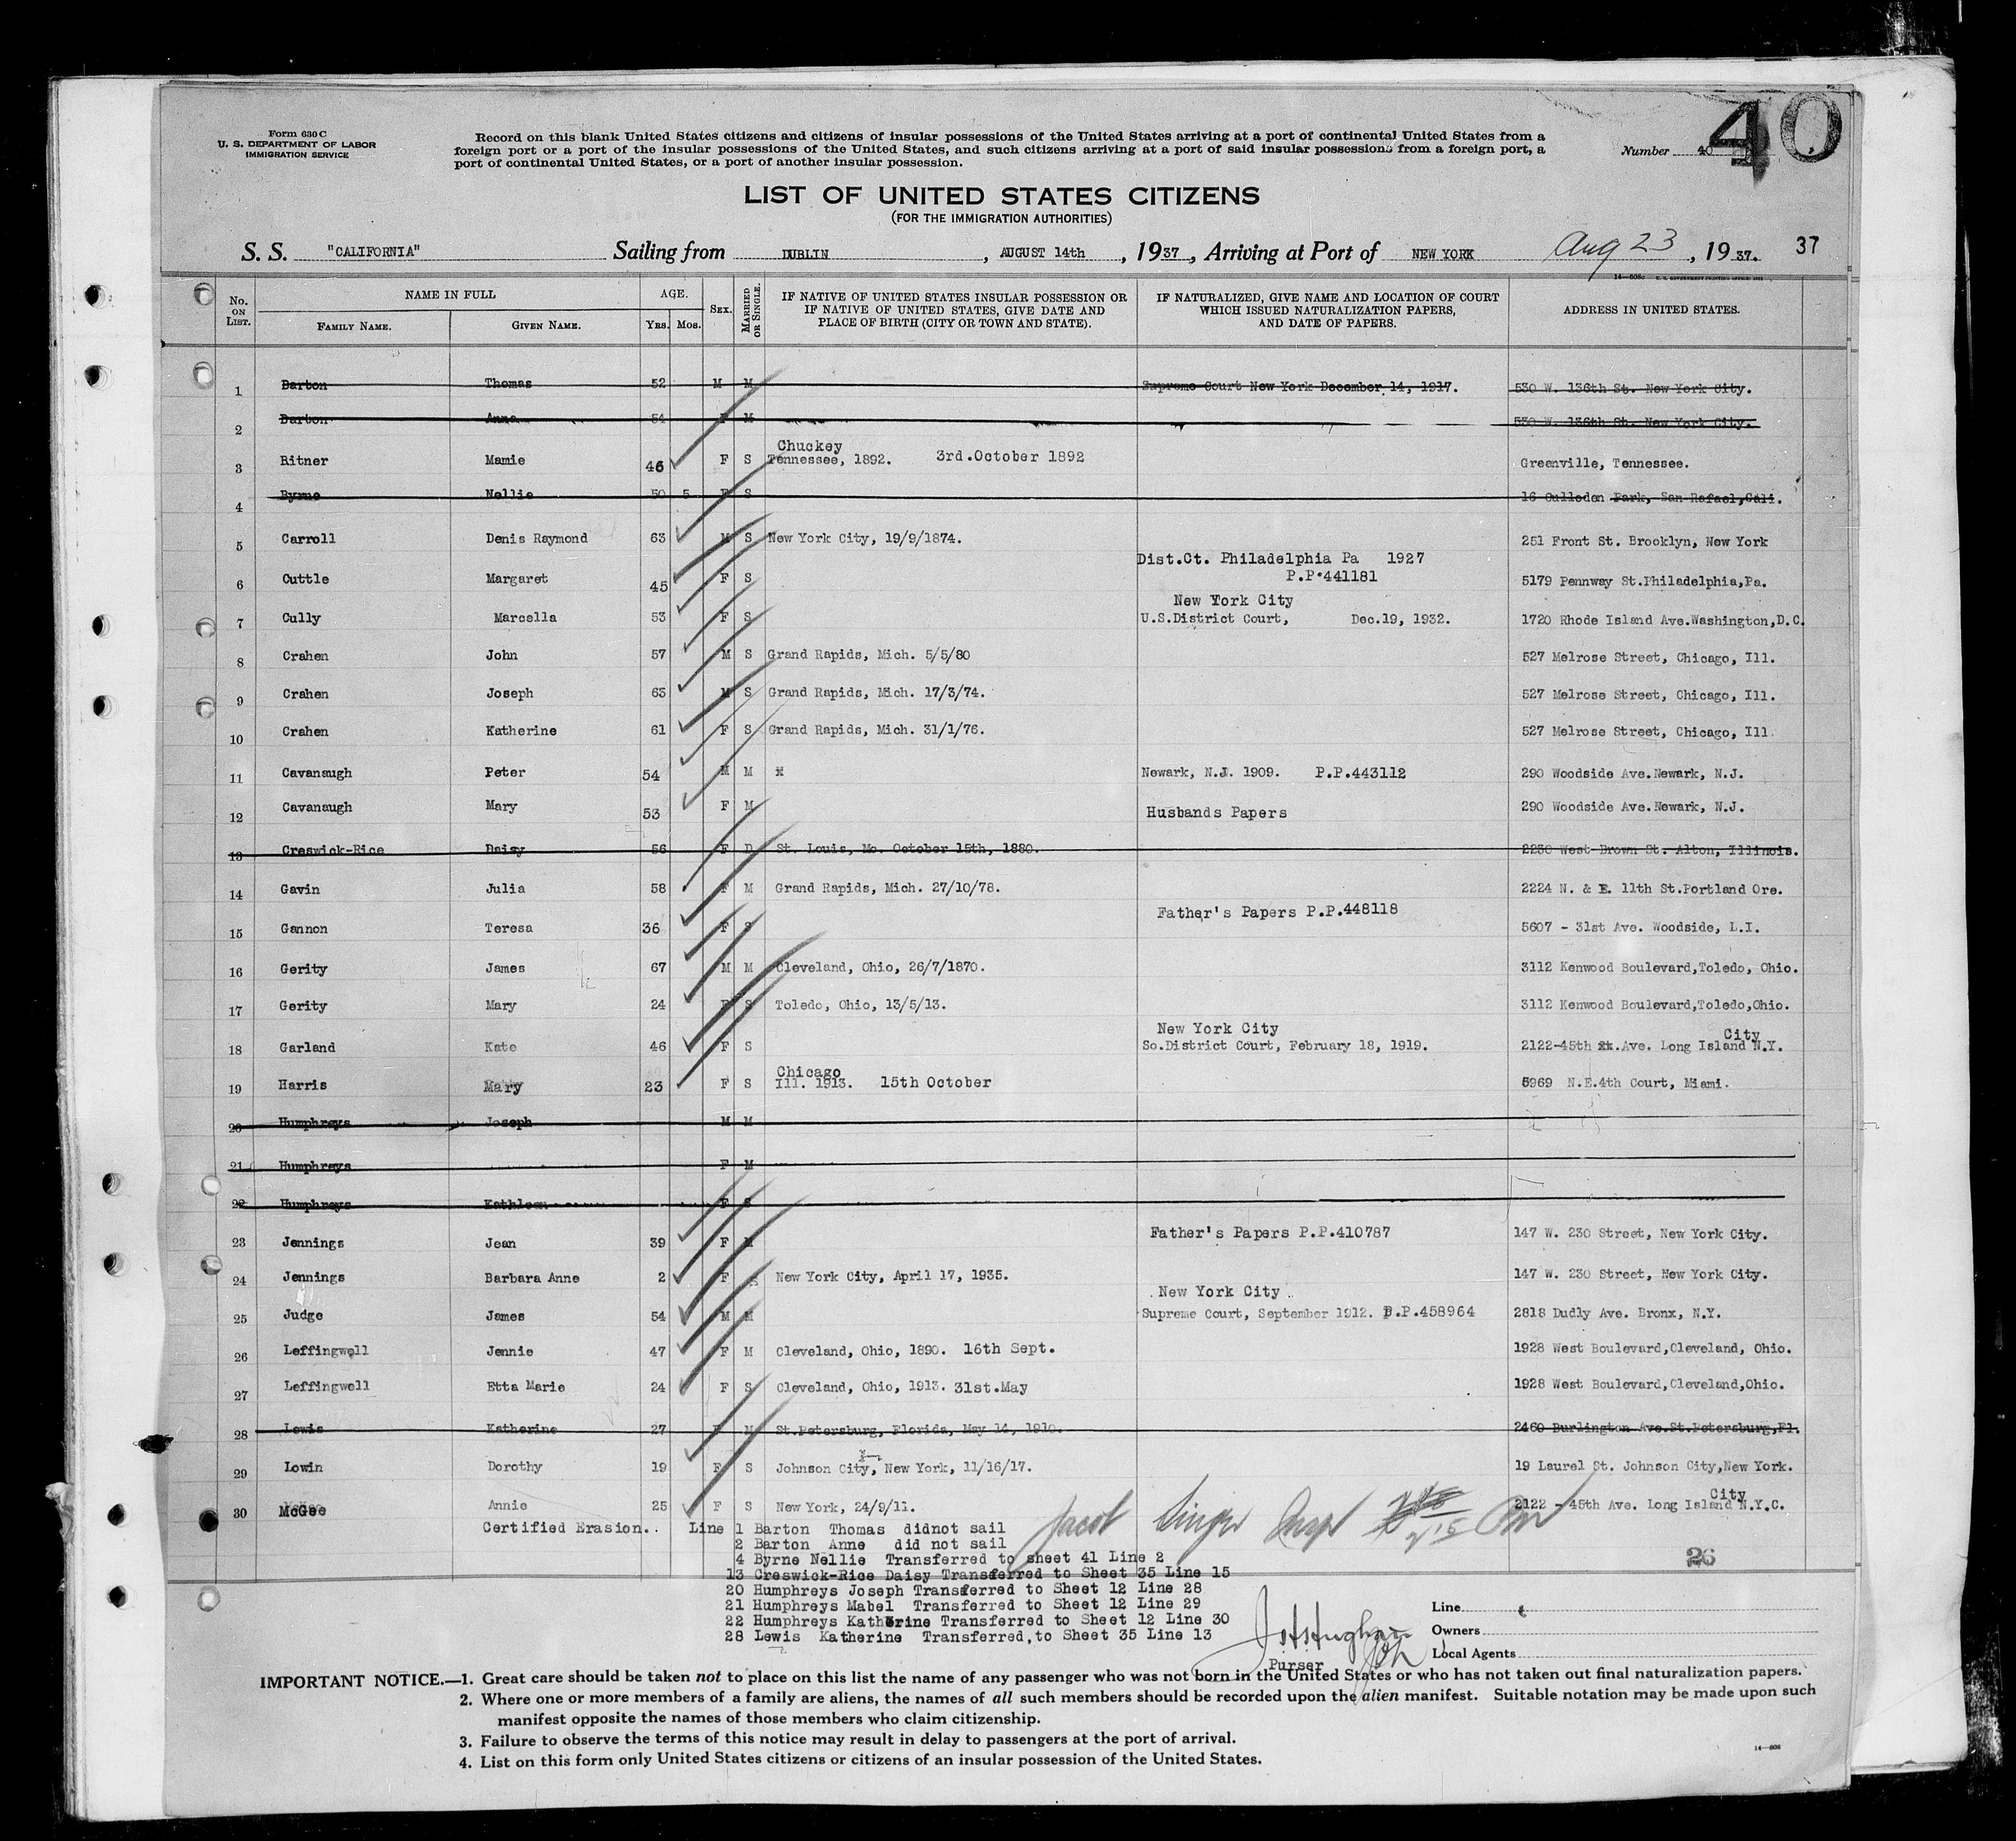 40
Form 630 C
U. S. DEPARTMENT OF LABOR
IMMIGRATION SERVICE
Record on this blank United States citizens and citizens of insular possessions of the United States arriving at a port of continental United States from a
foreign port or a port of the insular possessions of the United States, and such citizens arriving at a port of said insular possessions from a foreign port, a
port of continental United States, or a port of another insular possession.
Number 40
LIST OF UNITED STATES CITIZENS
(FOR THE IMMIGRATION AUTHORITIES)
S. S. "CALIFORNIA" Sailing from DUBLIN, AUGUST 14th, 1937, Arriving at Port of NEW YORK Aug 23, 1937. 37
No. ON LIST. NAME IN FULL FAMILY NAME. GIVEN NAME. AGE. YRS. MOS. SEX. MARRIED OR SINGLE. IF NATIVE OF UNITED STATES INSULAR POSSESSION OR IF NATIVE OF UNITED STATES, GIVE DATE AND PLACE OF BIRTH (CITY OR TOWN AND STATE). IF NATURALIZED, GIVE NAME AND LOCATION OF COURT WHICH ISSUED NATURALIZATION PAPERS, AND DATE OF PAPERS. ADDRESS IN UNITED STATES.
1 Barton Thomas 52 M M Supreme Court New York December 14, 1917. 530 W. 136th St. New York City.
2 Barton Anna 54 F M 530 W. 136th St. New York City.
Chuckey
3 Ritner Mamie 46 F S Tennessee, 1892. 3rd.October 1892 Greenville, Tennessee.
4 Byrne Nellie 50 5 F S 16 Culloden Park, San Rafael,Cali.
5 Carroll Denis Raymond 63 M S New York City, 19/9/1874. 251 Front St. Brooklyn, New York
Dist.Ct. Philadelphia Pa 1927
6 Cuttle Margaret 45 F S P.P.441181 5179 Pennway St.Philadelphia,Pa.
New York City
7 Cully Marcella 53 F S U.S.District Court, Dec.19, 1932. 1720 Rhode Island Ave.Washington,D.C.
8 Crahen John 57 M S Grand Rapids, Mich. 5/5/80 527 Melrose Street, Chicago, Ill.
9 Crahen Joseph 63 M S Grand Rapids, Mich. 17/3/74. 527 Melrose Street, Chicago, Ill.
10 Crahen Katherine 61 F S Grand Rapids, Mich. 31/1/76. 527 Melrose Street, Chicago, Ill
11 Cavanaugh Peter 54 M M Newark, N.J. 1909. P.P.443112 290 Woodside Ave.Newark, N.J.
12 Cavanaugh Mary 53 F M Husbands Papers 290 Woodside Ave.Newark, N.J.
13 Creswick-Rice Daisy 56 F D St. Louis, Mo. October 15th, 1880. 2230 West Brown St. Alton, Illinois.
14 Gavin Julia 58 F M Grand Rapids, Mich. 27/10/78. 2224 N. & E. 11th St.Portland Ore.
Father's Papers P.P.448118
15 Gannon Teresa 36 F S 5607 - 31st Ave. Woodside, L.I.
16 Gerity James 67 M M Cleveland, Ohio, 26/7/1870. 3112 Kenwood Boulevard,Toledo, Ohio.
17 Gerity Mary 24 F S Toledo, Ohio, 13/5/13. 3112 Kenwood Boulevard,Toledo,Ohio.
New York City City
18 Garland Kate 46 F S So.District Court, February 18, 1919. 2122-45th Ave. Long Island N.Y.
Chicago
19 Harris Mary 23 F S Ill. 1913. 15th October 5969 N.E.4th Court, Miami.
20 Humphreys Joseph M M
21 Humphreys F M
22 Humphreys Kathleen F S
23 Jennings Jean 39 F M Father's Papers P.P.410787 147 W. 230 Street, New York City.
24 Jennings Barbara Anne 2 F S New York City, April 17, 1935. 147 W. 230 Street, New York City.
New York City
25 Judge James 54 M M Supreme Court, September 1912. P.P.458964 2818 Dudly Ave. Bronx, N.Y.
26 Leffingwell Jennie 47 F M Cleveland, Ohio, 1890. 16th Sept. 1928 West Boulevard,Cleveland, Ohio.
27 Leffingwell Etta Marie 24 F S Cleveland, Ohio, 1913. 31st.May 1928 West Boulevard,Cleveland,Ohio.
28 Lewis Katherine 27 F M St.Petersburg, Florida, May 14, 1910. 2460 Burlington Ave.St.Petersburg,Fl.
29 Lowin Dorothy 19 F S Johnson City, New York, 11/16/17. 19 Laurel St. Johnson City,New York.
City
30 McGee Annie 25 F S New York, 24/9/11. 2122 - 45th Ave. Long Island N.Y.C.
Certified Erasion.. Line 1 Barton Thomas didnot sail
2 Barton Anne did not sail
4 Byrne Nellie Transferred to sheet 41 Line 2
13 Creswick-Rice Daisy Transferred to Sheet 35 Line 15
20 Humphreys Joseph Transferred to Sheet 12 Line 28
21 Humphreys Mabel Transferred to Sheet 12 Line 29
22 Humphreys Katherine Transferred to Sheet 12 Line 30
28 Lewis Katherine Transferred,to Sheet 35 Line 13
Jacob Singer Insp
26
Purser
Line
Owners
Local Agents
IMPORTANT NOTICE.—1. Great care should be taken not to place on this list the name of any passenger who was not born in the United States or who has not taken out final naturalization papers.
2. Where one or more members of a family are aliens, the names of all such members should be recorded upon the alien manifest. Suitable notation may be made upon such
manifest opposite the names of those members who claim citizenship.
3. Failure to observe the terms of this notice may result in delay to passengers at the port of arrival.
4. List on this form only United States citizens or citizens of an insular possession of the United States.
14—608